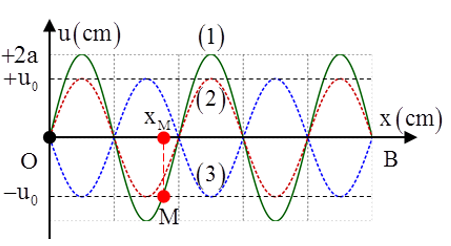 u(cm)
(1)
+2a
+u₀
(2)
x_M
x(cm)
O
B
(3)
−u₀
M